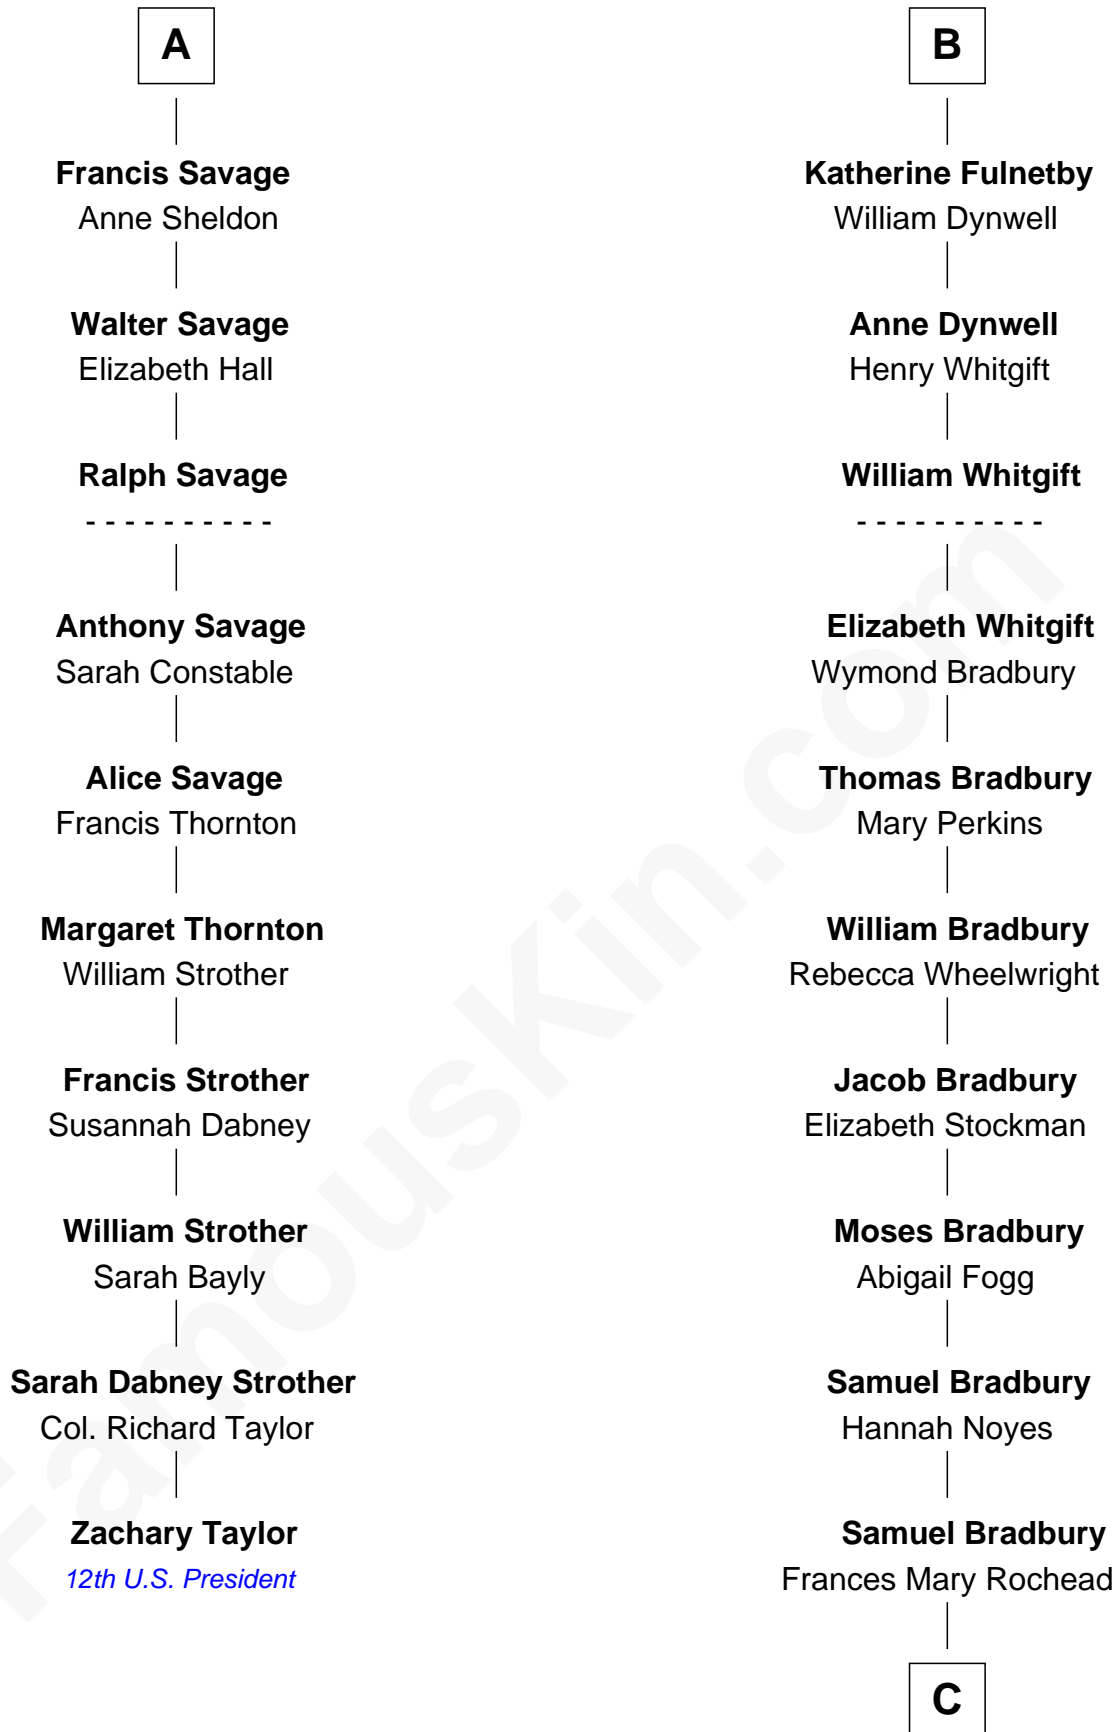 A
Francis Savage
Anne Sheldon
Walter Savage
Elizabeth Hall
Ralph Savage
- - - - - - - - - -
Anthony Savage
Sarah Constable
Alice Savage
Francis Thornton
Margaret Thornton
William Strother
Francis Strother
Susannah Dabney
William Strother
Sarah Bayly
Sarah Dabney Strother
Col. Richard Taylor
Zachary Taylor
12th U.S. President
B
Katherine Fulnetby
William Dynwell
Anne Dynwell
Henry Whitgift
William Whitgift
- - - - - - - - - -
Elizabeth Whitgift
Wymond Bradbury
Thomas Bradbury
Mary Perkins
William Bradbury
Rebecca Wheelwright
Jacob Bradbury
Elizabeth Stockman
Moses Bradbury
Abigail Fogg
Samuel Bradbury
Hannah Noyes
Samuel Bradbury
Frances Mary Rochead
C
FamousKin.com